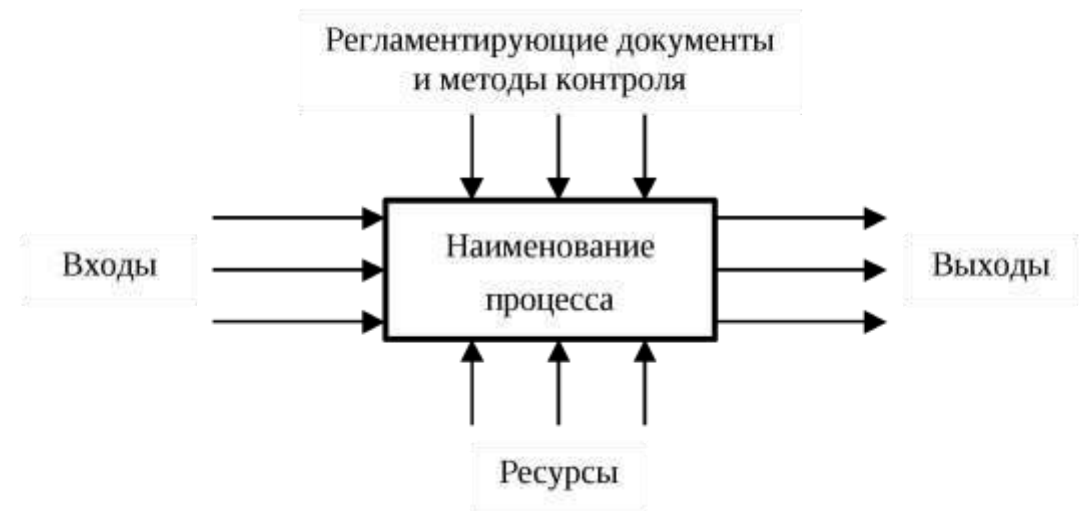 Регламентирующие документы
и методы контроля
Входы
Наименование
процесса
Выходы
Ресурсы